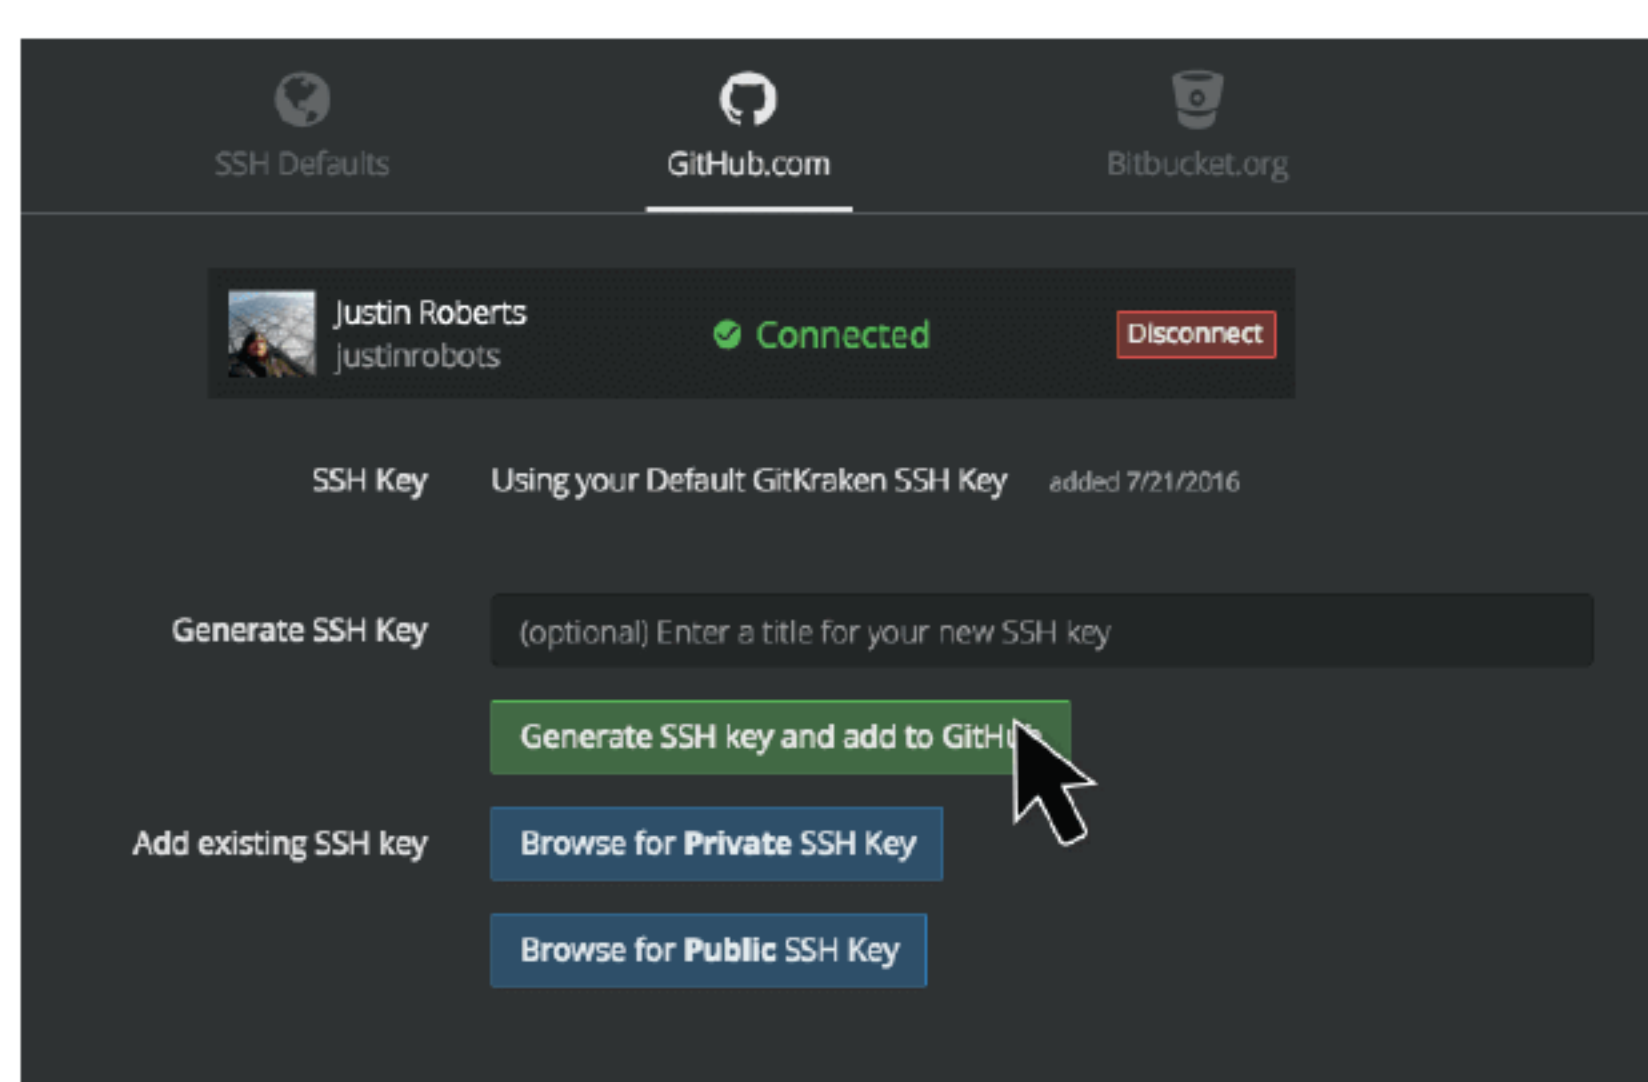 SSH Defaults
GitHub.com
Bitbucket.org
Justin Roberts
justinrobots
Connected
Disconnect
SSH Key Using your Default GitKraken SSH Key added 7/21/2016
Generate SSH Key (optional) Enter a title for your new SSH key
Generate SSH key and add to GitHub
Add existing SSH key Browse for Private SSH Key
Browse for Public SSH Key